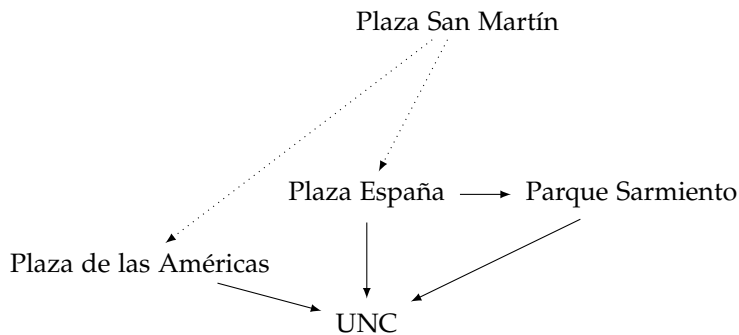 Plaza San Martín
Plaza España
Parque Sarmiento
Plaza de las Américas
UNC